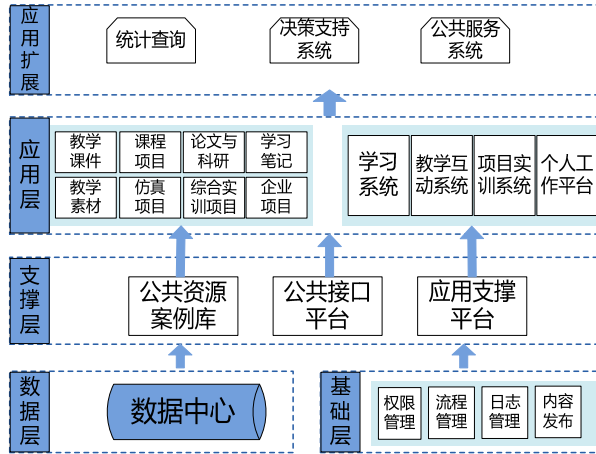 应用扩展
统计查询
决策支持
系统
公共服务
系统
应用层
教学
课件
课程
项目
论文与
科研
学习
笔记
教学
素材
仿真
项目
综合实
训项目
企业
项目
学习
系统
教学互
动系统
项目实
训系统
个人工
作平台
支撑层
公共资源
案例库
公共接口
平台
应用支撑
平台
数据层
数据中心
基础层
权限
管理
流程
管理
日志
管理
内容
发布